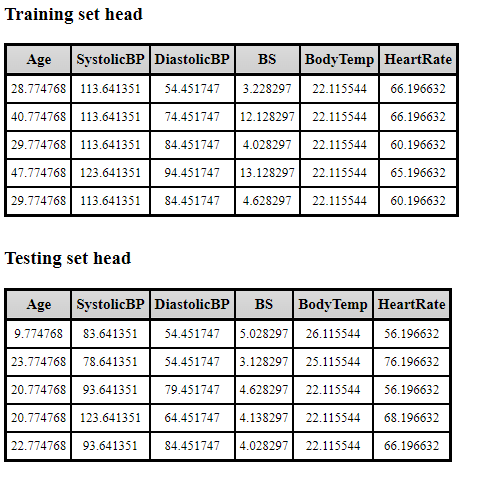 Training set head
Age SystolicBP DiastolicBP BS BodyTemp HeartRate
28.774768 113.641351 54.451747 3.228297 22.115544 66.196632
40.774768 113.641351 74.451747 12.128297 22.115544 66.196632
29.774768 113.641351 84.451747 4.028297 22.115544 60.196632
47.774768 123.641351 94.451747 13.128297 22.115544 65.196632
29.774768 113.641351 84.451747 4.628297 22.115544 60.196632
Testing set head
Age SystolicBP DiastolicBP BS BodyTemp HeartRate
9.774768 83.641351 54.451747 5.028297 26.115544 56.196632
23.774768 78.641351 54.451747 3.128297 25.115544 76.196632
20.774768 93.641351 79.451747 4.628297 22.115544 56.196632
20.774768 123.641351 64.451747 4.138297 22.115544 68.196632
22.774768 93.641351 84.451747 4.028297 22.115544 66.196632